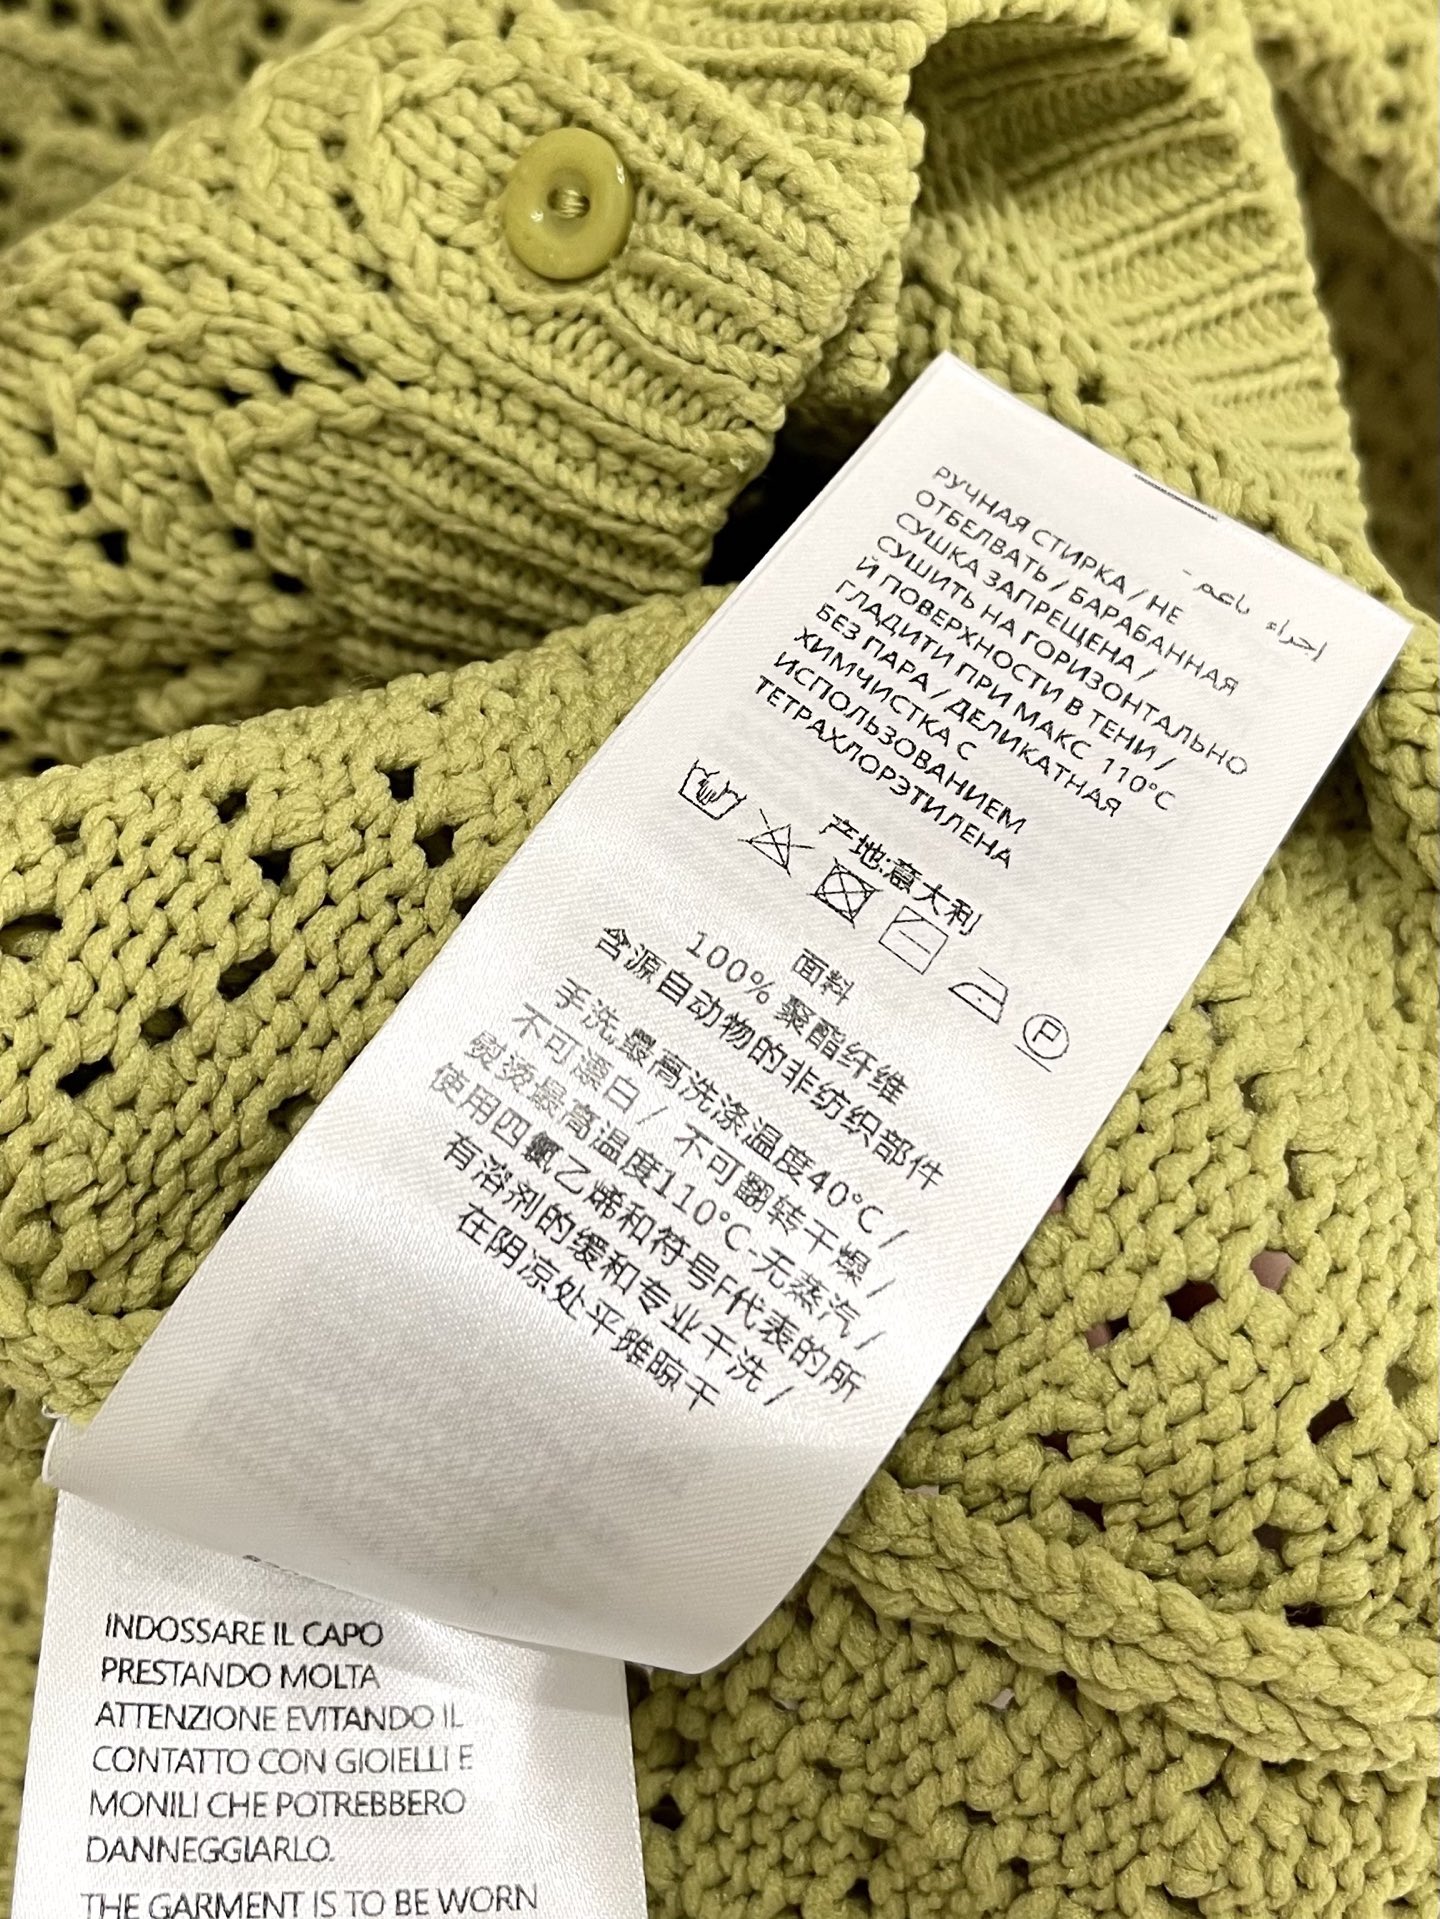 РУЧНАЯ СТИРКА / НЕ
ОТБЕЛВАТЬ / БАРАБАННАЯ
СУШКА ЗАПРЕЩЕНА /
СУШИТЬ НА ГОРИЗОНТАЛЬНО
Й ПОВЕРХНОСТИ В ТЕНИ /
ГЛАДИТИ ПРИ МАКС 110°C
БЕЗ ПАРА / ДЕЛИКАТНАЯ
ХИМЧИСТКА С
ИСПОЛЬЗОВАНИЕМ
ТЕТРАХЛОРЭТИЛЕНА
P
产地:意大利
面料
100% 聚酯纤维
含源自动物的非纺织部件
手洗,最高洗涤温度40°C /
不可漂白 / 不可翻转干燥 /
熨烫最高温度110°C-无蒸汽 /
使用四氯乙烯和符号F代表的所
有溶剂的缓和专业干洗 /
在阴凉处平摊晾干
INDOSSARE IL CAPO
PRESTANDO MOLTA
ATTENZIONE EVITANDO IL
CONTATTO CON GIOIELLI E
MONILI CHE POTREBBERO
DANNEGGIARLO.
THE GARMENT IS TO BE WORN